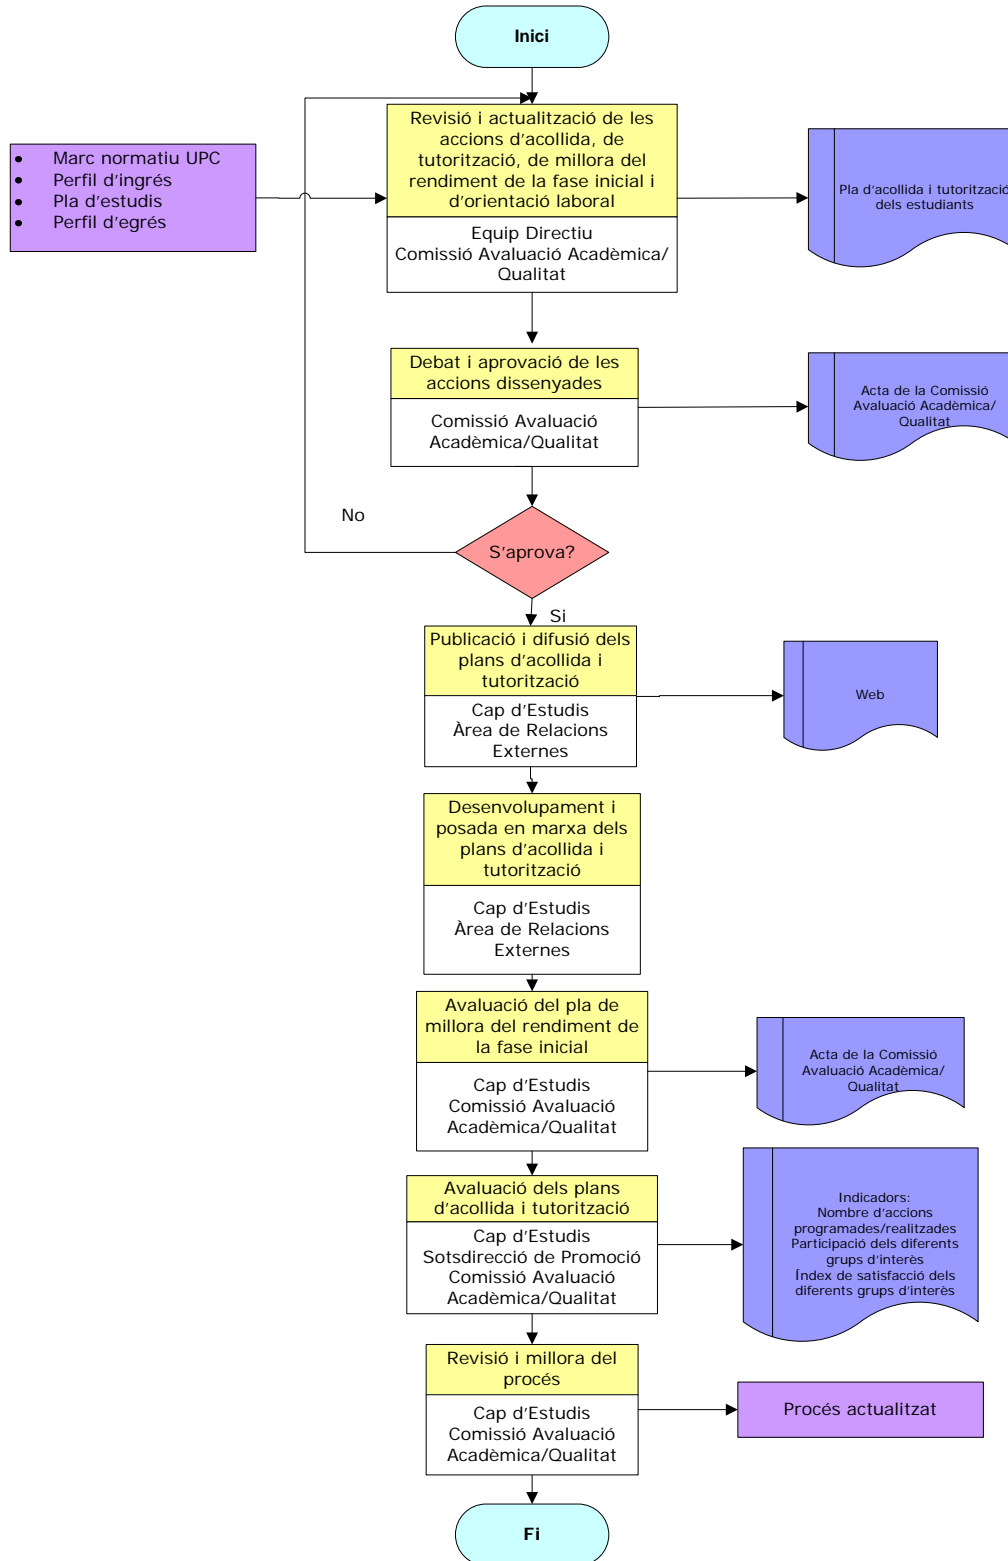 Inici
Revisió i actualització de les
accions d'acollida, de
tutorització, de millora del
rendiment de la fase inicial i
d'orientació laboral
Equip Directiu
Comissió Avaluació Acadèmica/
Qualitat
• Marc normatiu UPC
• Perfil d'ingrés
• Pla d'estudis
• Perfil d'egrés
Pla d'acollida i tutorització
dels estudiants
Debat i aprovació de les
accions dissenyades
Comissió Avaluació
Acadèmica/Qualitat
Acta de la Comissió
Avaluació Acadèmica/
Qualitat
No
S'aprova?
Si
Publicació i difusió dels
plans d'acollida i
tutorització
Cap d'Estudis
Àrea de Relacions
Externes
Web
Desenvolupament i
posada en marxa dels
plans d'acollida i
tutorització
Cap d'Estudis
Àrea de Relacions
Externes
Avaluació del pla de
millora del rendiment de
la fase inicial
Cap d'Estudis
Comissió Avaluació
Acadèmica/Qualitat
Acta de la Comissió
Avaluació Acadèmica/
Qualitat
Avaluació dels plans
d'acollida i tutorització
Cap d'Estudis
Sotsdirecció de Promoció
Comissió Avaluació
Acadèmica/Qualitat
Indicadors:
Nombre d'accions
programades/realitzades
Participació dels diferents
grups d'interès
Índex de satisfacció dels
diferents grups d'interès
Revisió i millora del
procés
Cap d'Estudis
Comissió Avaluació
Acadèmica/Qualitat
Procés actualitzat
Fi